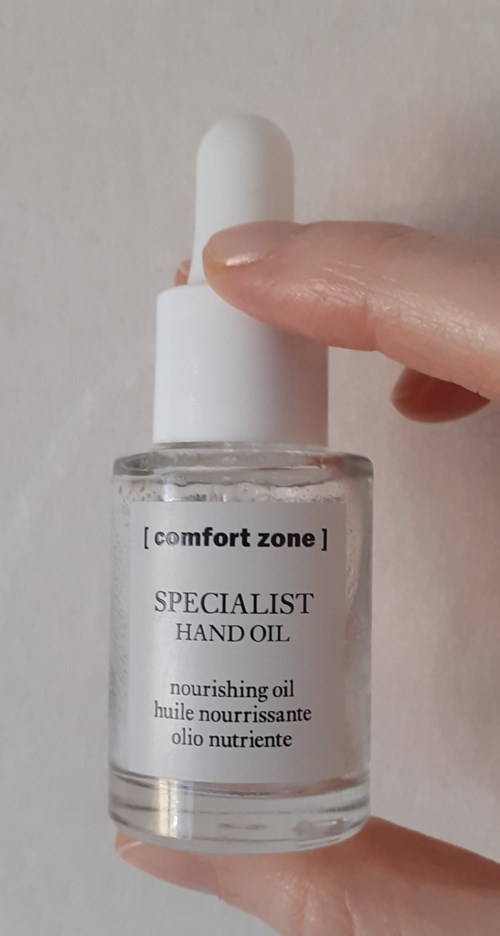 [ comfort zone ]
SPECIALIST
HAND OIL
nourishing oil
huile nourrissante
olio nutriente